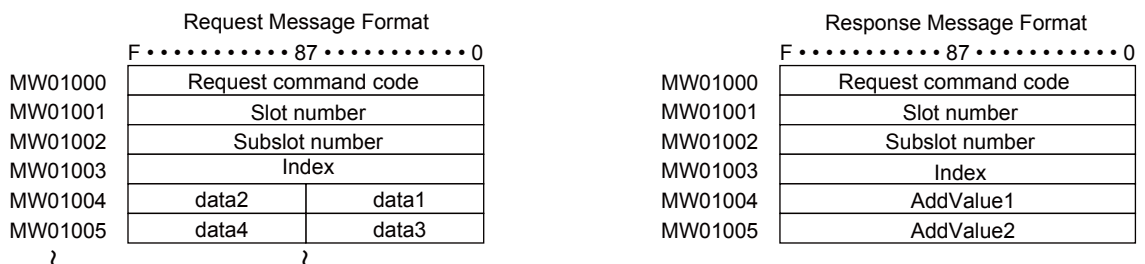 Request Message Format
F • • • • • • • • • • • 87 • • • • • • • • • • • 0
MW01000 Request command code
MW01001 Slot number
MW01002 Subslot number
MW01003 Index
MW01004 data2 data1
MW01005 data4 data3
~ ~
Response Message Format
F • • • • • • • • • • • 87 • • • • • • • • • • • 0
MW01000 Request command code
MW01001 Slot number
MW01002 Subslot number
MW01003 Index
MW01004 AddValue1
MW01005 AddValue2